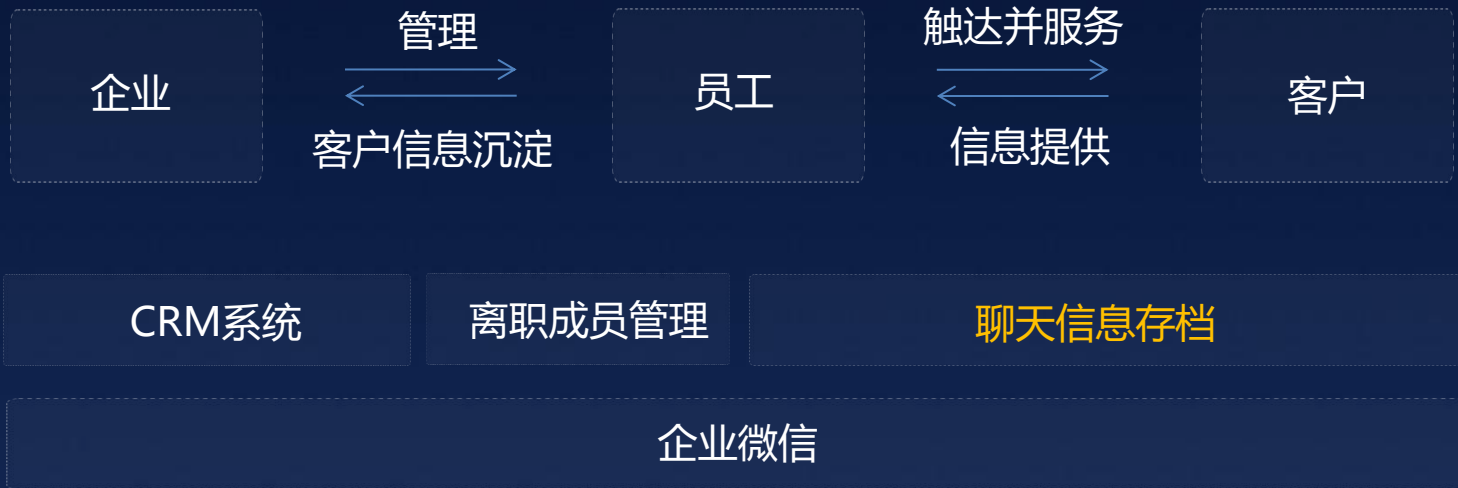 管理
触达并服务
企业
员工
客户
客户信息沉淀
信息提供
CRM系统
离职成员管理
聊天信息存档
企业微信